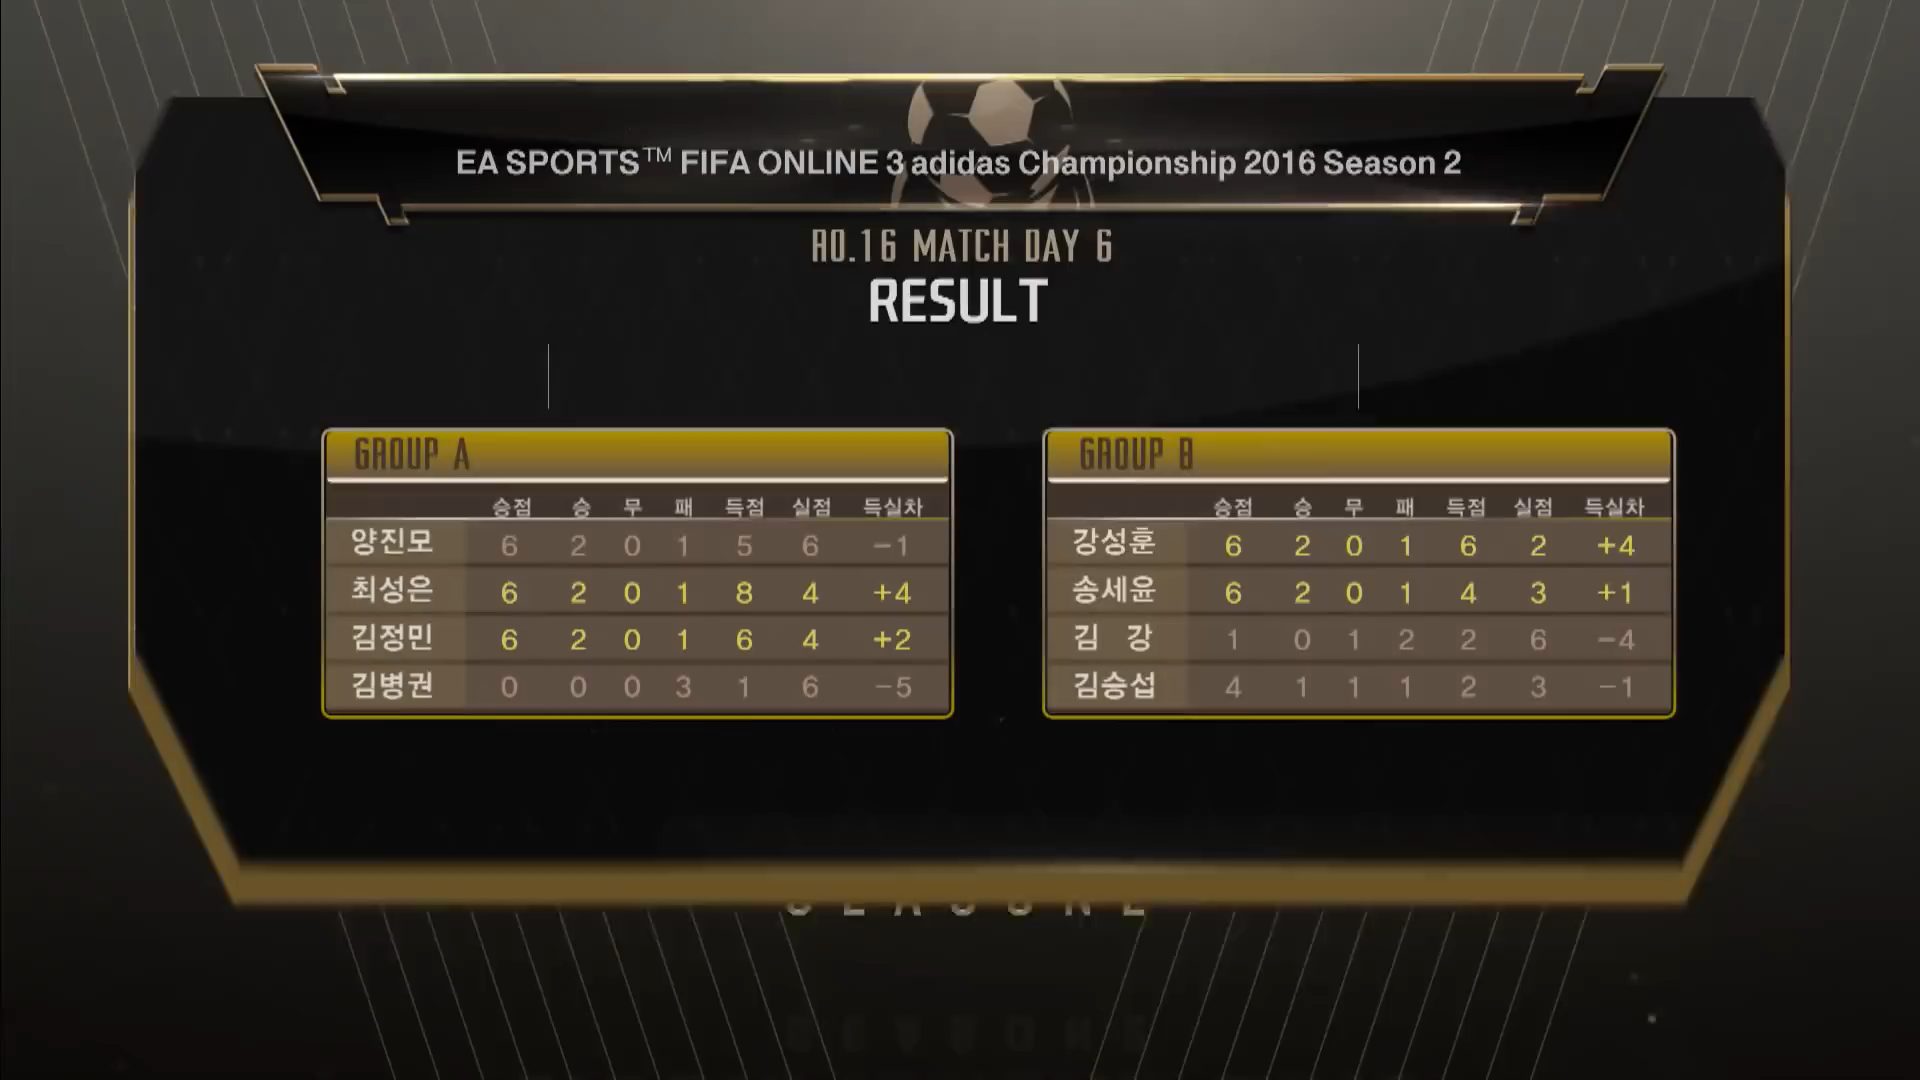 EA SPORTS™ FIFA ONLINE 3 adidas Championship 2016 Season 2
RO.16 MATCH DAY 6
RESULT
GROUP A
승점 승 무 패 득점 실점 득실차
양진모 6 2 0 1 5 6 -1
최성은 6 2 0 1 8 4 +4
김정민 6 2 0 1 6 4 +2
김병권 0 0 0 3 1 6 -5
GROUP B
승점 승 무 패 득점 실점 득실차
강성훈 6 2 0 1 6 2 +4
송세윤 6 2 0 1 4 3 +1
김 강 1 0 1 2 2 6 -4
김승섭 4 1 1 1 2 3 -1